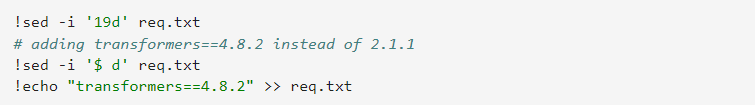 !sed -i '19d' req.txt
# adding transformers==4.8.2 instead of 2.1.1
!sed -i '$ d' req.txt
!echo "transformers==4.8.2" >> req.txt